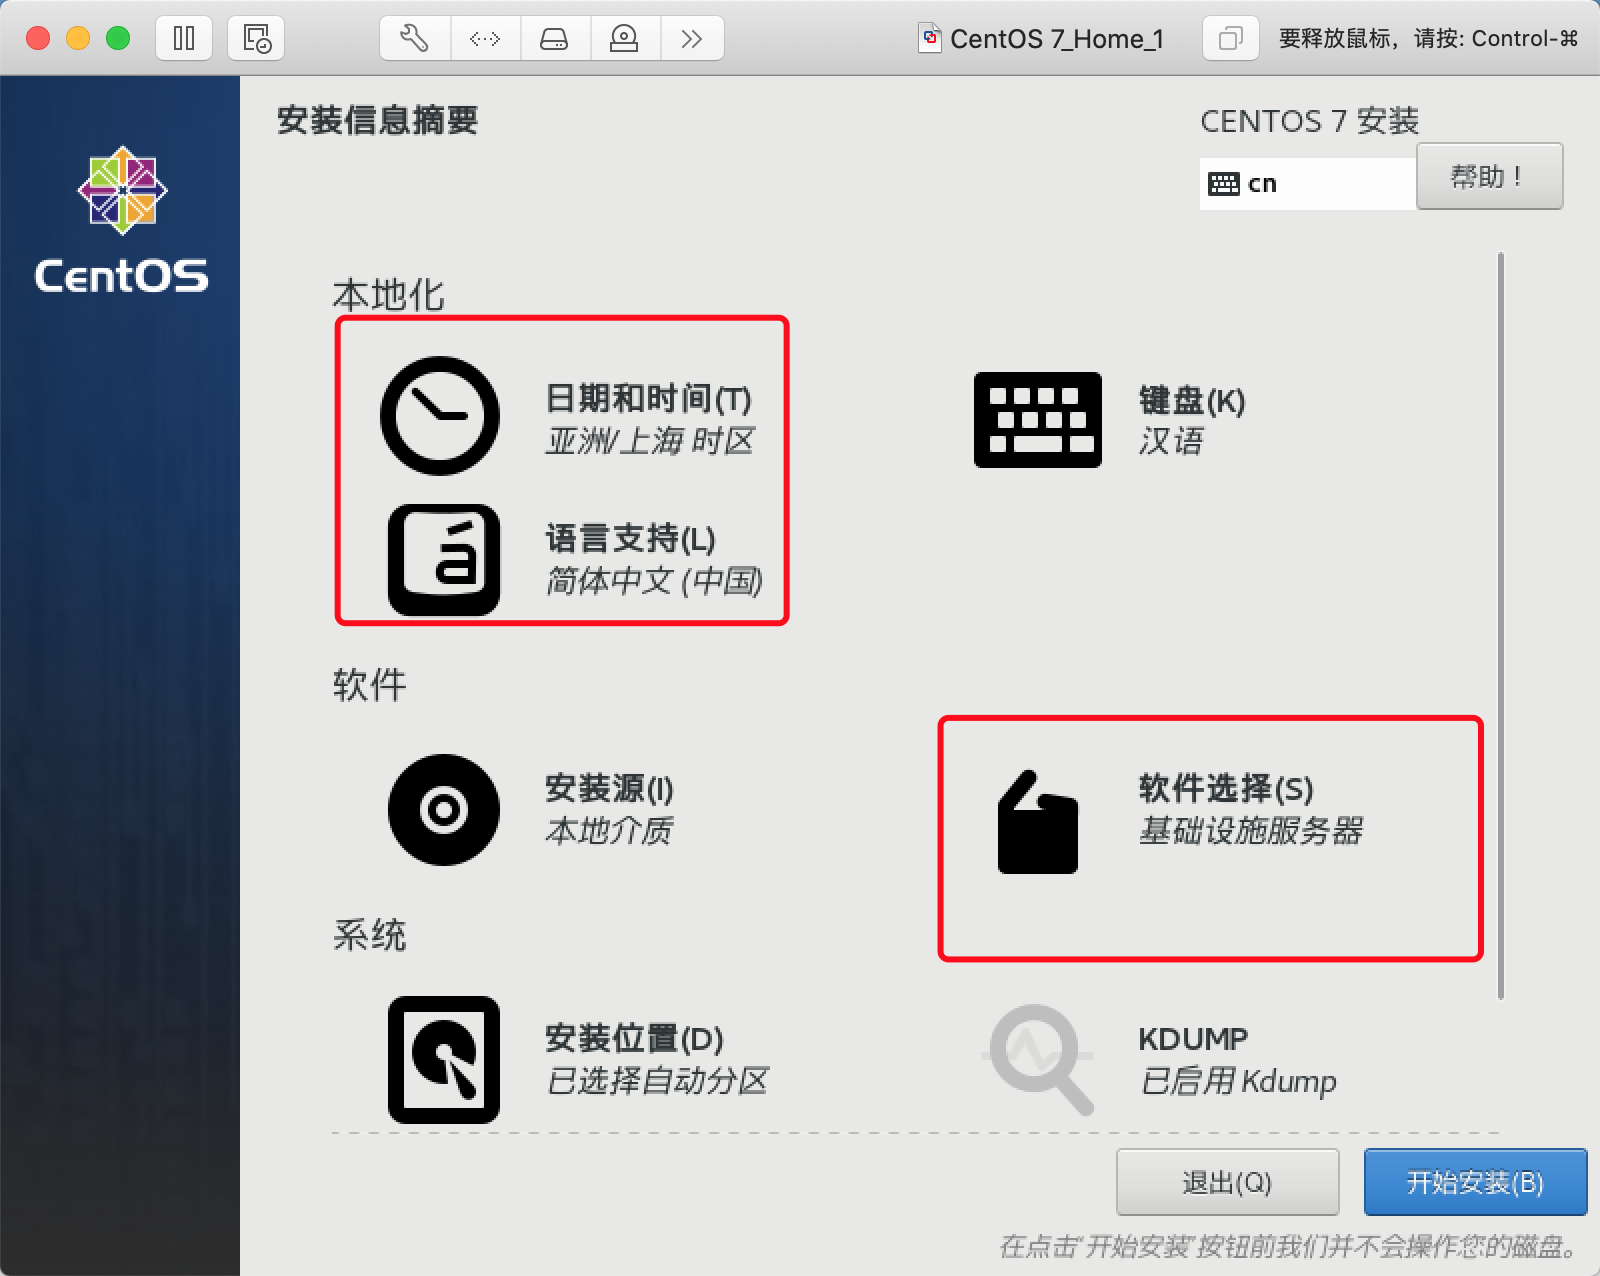 CentOS 7_Home_1
要释放鼠标，请按: Control-⌘
安装信息摘要
CENTOS 7 安装
cn
帮助！
CentOS
本地化
日期和时间(T)
亚洲/上海 时区
键盘(K)
汉语
á
语言支持(L)
简体中文 (中国)
软件
安装源(I)
本地介质
软件选择(S)
基础设施服务器
系统
安装位置(D)
已选择自动分区
KDUMP
已启用 Kdump
退出(Q)
开始安装(B)
在点击“开始安装”按钮前我们并不会操作您的磁盘。